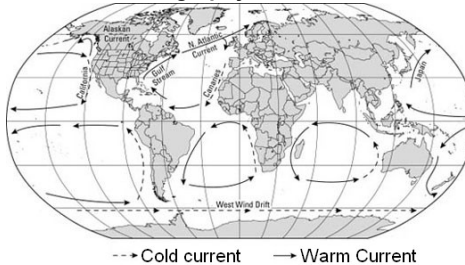 Alaskan
Current
N. Atlantic
Current
Gulf
Stream
California
Canaries
Japan
West Wind Drift
Cold current
Warm Current